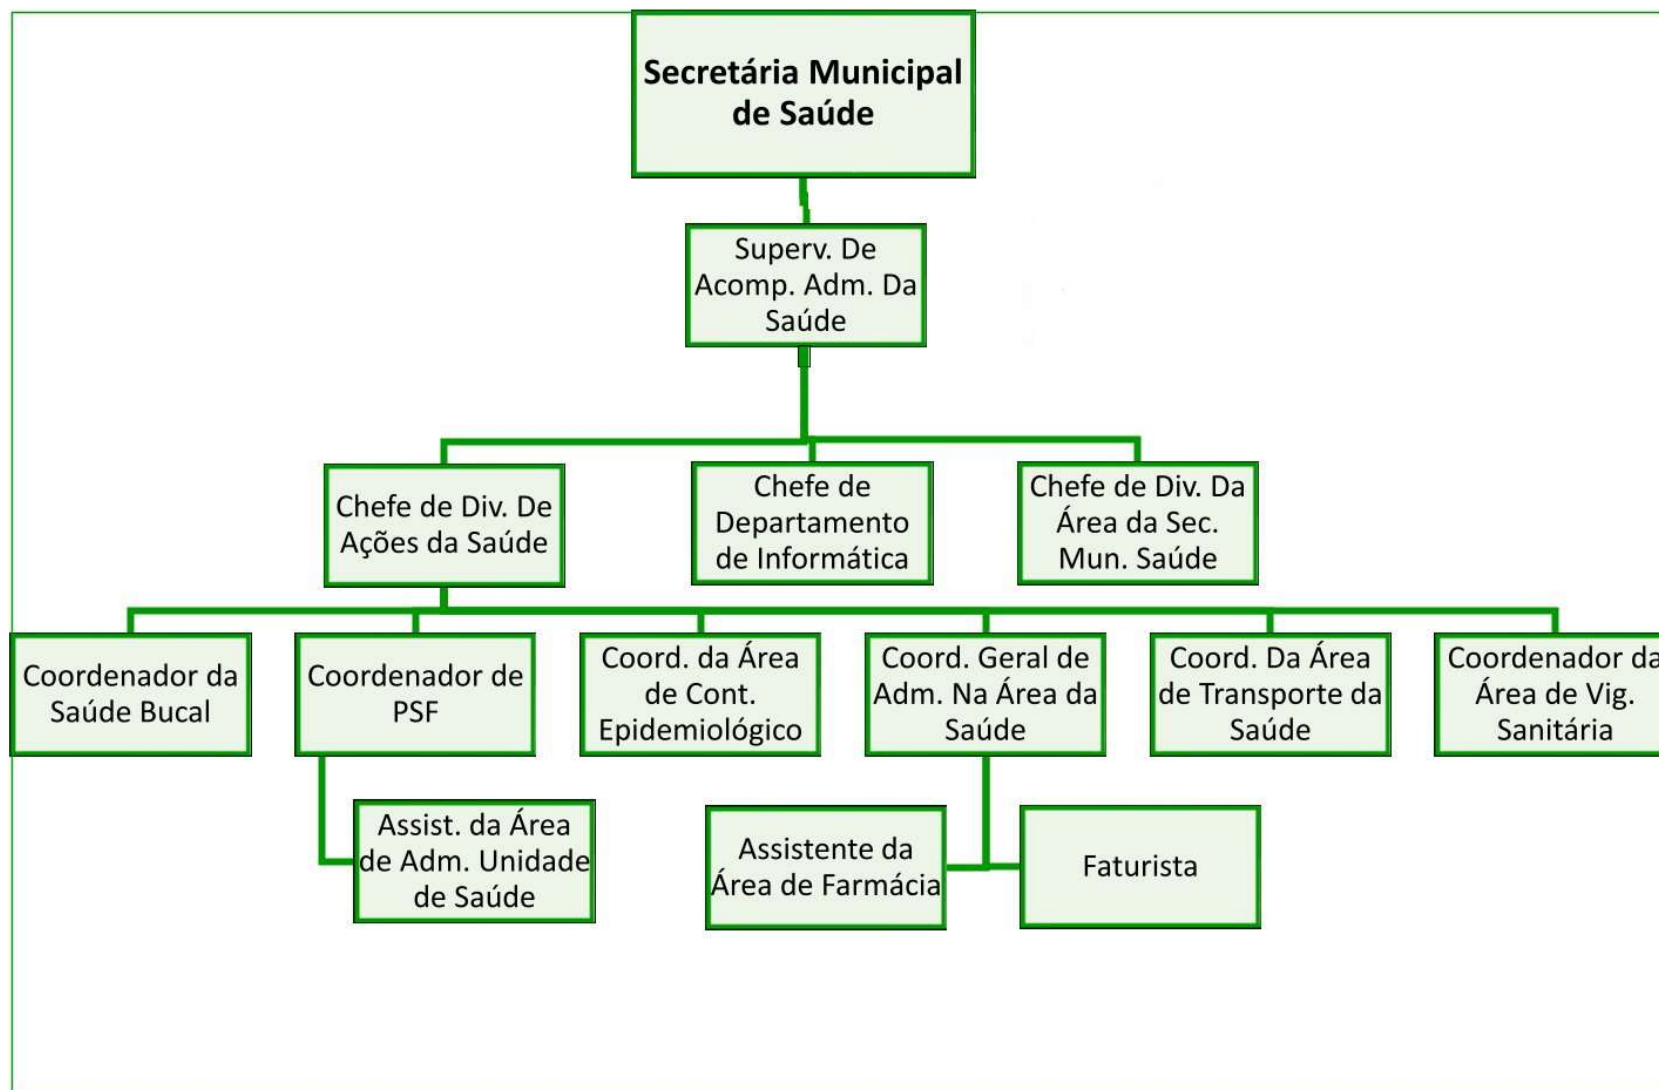 Secretária Municipal
de Saúde
Superv. De
Acomp. Adm. Da
Saúde
Chefe de Div. De
Ações da Saúde
Chefe de
Departamento
de Informática
Chefe de Div. Da
Área da Sec.
Mun. Saúde
Coordenador da
Saúde Bucal
Coordenador de
PSF
Coord. da Área
de Cont.
Epidemiológico
Coord. Geral de
Adm. Na Área da
Saúde
Coord. Da Área
de Transporte da
Saúde
Coordenador da
Área de Vig.
Sanitária
Assist. da Área
de Adm. Unidade
de Saúde
Assistente da
Área de Farmácia
Faturista